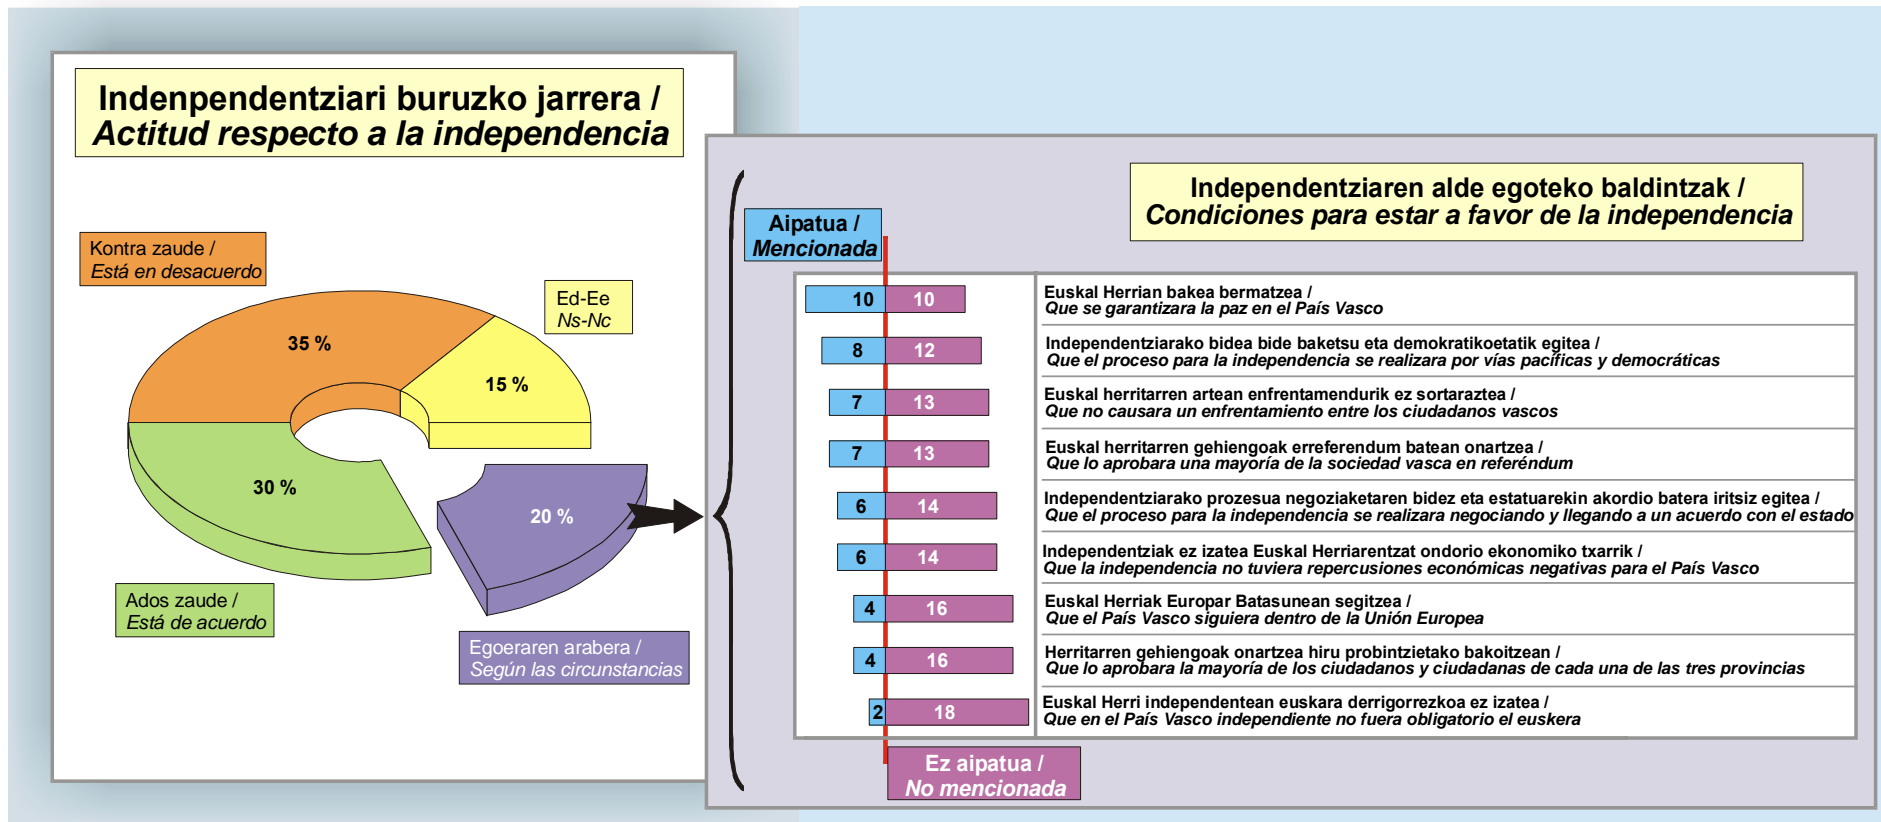 Indenpendentziari buruzko jarrera /
Actitud respecto a la independencia
Kontra zaude /
Está en desacuerdo
Ed-Ee
Ns-Nc
35 %
15 %
30 %
20 %
Ados zaude /
Está de acuerdo
Egoeraren arabera /
Según las circunstancias
Independentziaren alde egoteko baldintzak /
Condiciones para estar a favor de la independencia
Aipatua /
Mencionada
10 10
Euskal Herrian bakea bermatzea /
Que se garantizara la paz en el País Vasco
8 12
Independentziarako bidea bide baketsu eta demokratikoetatik egitea /
Que el proceso para la independencia se realizara por vías pacíficas y democráticas
7 13
Euskal herritarren artean enfrentamendurik ez sortaraztea /
Que no causara un enfrentamiento entre los ciudadanos vascos
7 13
Euskal herritarren gehiengoak erreferendum batean onartzea /
Que lo aprobara una mayoría de la sociedad vasca en referéndum
6 14
Independentziarako prozesua negoziaketaren bidez eta estatuarekin akordio batera iritsiz egitea /
Que el proceso para la independencia se realizara negociando y llegando a un acuerdo con el estado
6 14
Independentziak ez izatea Euskal Herriarentzat ondorio ekonomiko txarrik /
Que la independencia no tuviera repercusiones económicas negativas para el País Vasco
4 16
Euskal Herriak Europar Batasunean segitzea /
Que el País Vasco siguiera dentro de la Unión Europea
4 16
Herritarren gehiengoak onartzea hiru probintzietako bakoitzean /
Que lo aprobara la mayoría de los ciudadanos y ciudadanas de cada una de las tres provincias
2 18
Euskal Herri independentean euskara derrigorrezkoa ez izatea /
Que en el País Vasco independiente no fuera obligatorio el euskera
Ez aipatua /
No mencionada